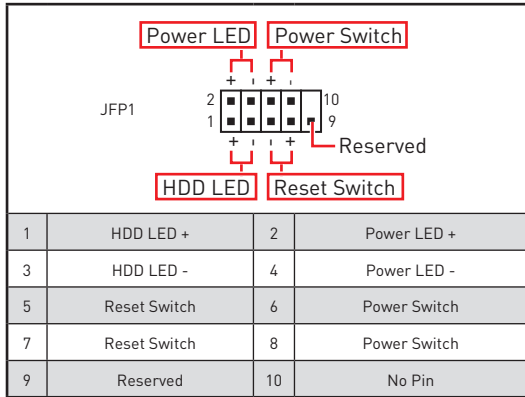 Power LED Power Switch
+ - + -
JFP1
2 10
1 9
+ - - +
Reserved
HDD LED Reset Switch
1 HDD LED + 2 Power LED +
3 HDD LED - 4 Power LED -
5 Reset Switch 6 Power Switch
7 Reset Switch 8 Power Switch
9 Reserved 10 No Pin